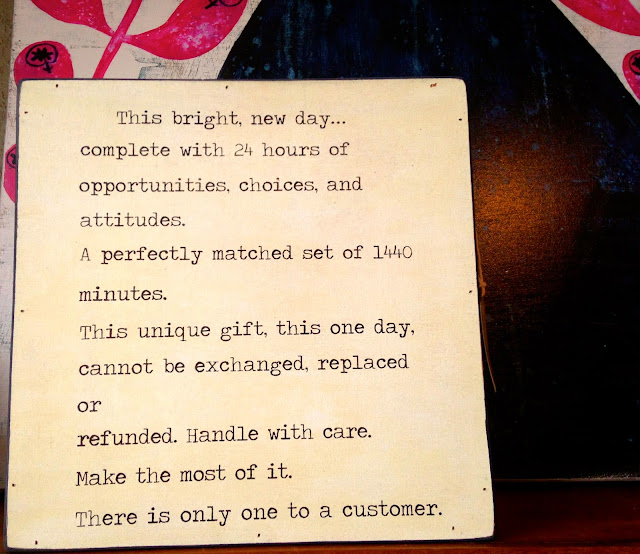 This bright, new day...
complete with 24 hours of
opportunities, choices, and
attitudes.
A perfectly matched set of 1440
minutes.
This unique gift, this one day,
cannot be exchanged, replaced
or
refunded. Handle with care.
Make the most of it.
There is only one to a customer.